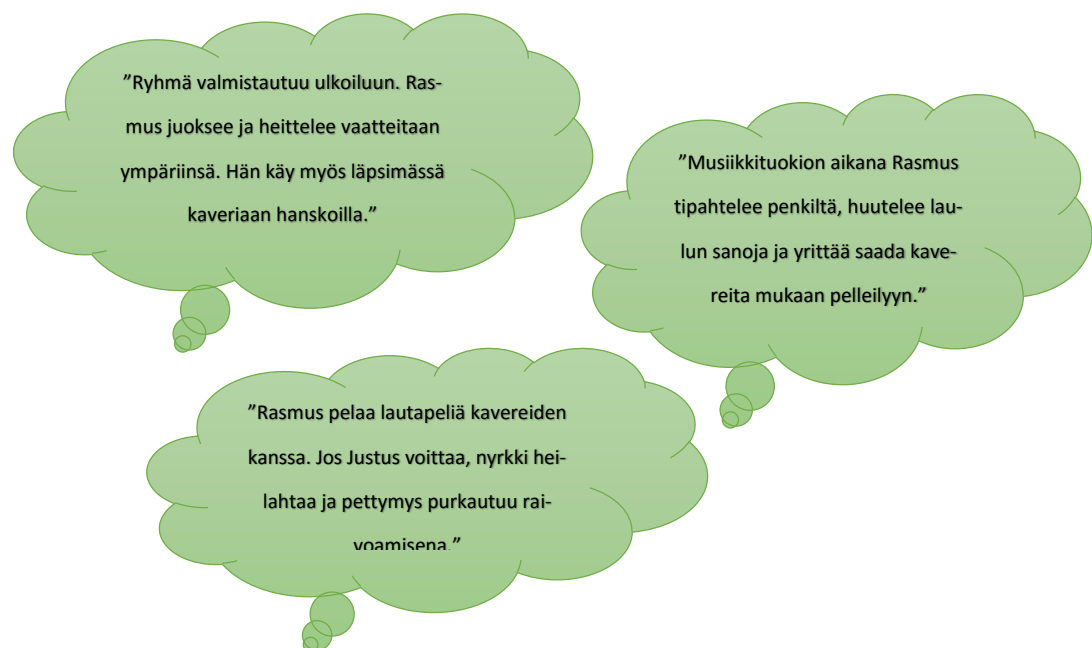 ”Ryhmä valmistautuu ulkoiluun. Ras-
mus juoksee ja heittelee vaatteitaan
ympäriinsä. Hän käy myös läpsimässä
kaveriaan hanskoilla.”
”Musiikkituokion aikana Rasmus
tipahtelee penkiltä, huutelee lau-
lun sanoja ja yrittää saada kave-
reita mukaan pelleilyyn.”
”Rasmus pelaa lautapeliä kavereiden
kanssa. Jos Justus voittaa, nyrkki hei-
lahtaa ja pettymys purkautuu rai-
voamisena.”